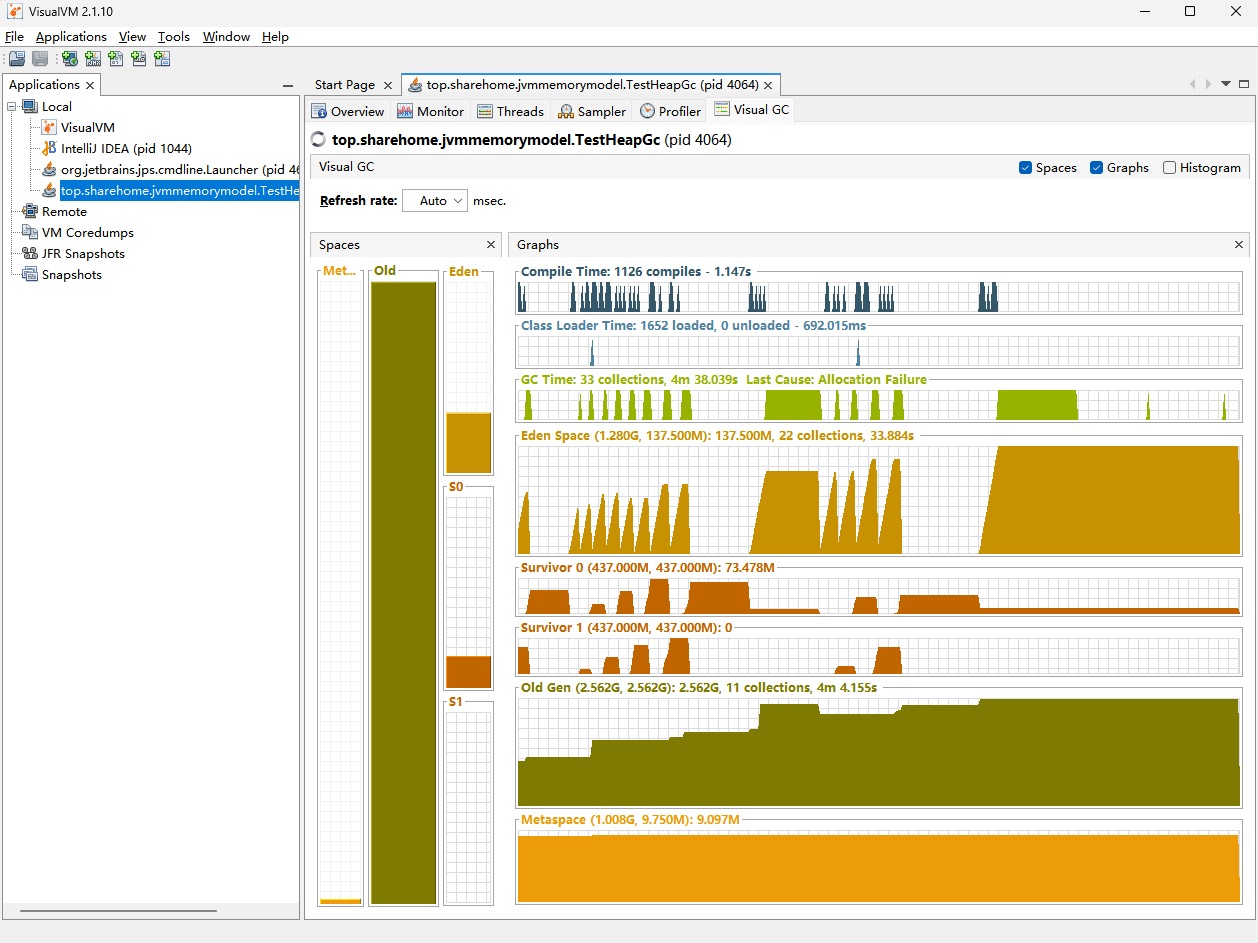 VisualVM 2.1.10
File Applications View Tools Window Help
Applications
Local
VisualVM
IntelliJ IDEA (pid 1044)
org.jetbrains.jps.cmdline.Launcher (pid 46
top.sharehome.jvmmemorymodel.TestHe
Remote
VM Coredumps
JFR Snapshots
Snapshots
Start Page top.sharehome.jvmmemorymodel.TestHeapGc (pid 4064)
Overview Monitor Threads Sampler Profiler Visual GC
top.sharehome.jvmmemorymodel.TestHeapGc (pid 4064)
Visual GC Spaces Graphs Histogram
Refresh rate: Auto msec.
Spaces
Met... Old Eden
S0
S1
Graphs
Compile Time: 1126 compiles - 1.147s
Class Loader Time: 1652 loaded, 0 unloaded - 692.015ms
GC Time: 33 collections, 4m 38.039s Last Cause: Allocation Failure
Eden Space (1.280G, 137.500M): 137.500M, 22 collections, 33.884s
Survivor 0 (437.000M, 437.000M): 73.478M
Survivor 1 (437.000M, 437.000M): 0
Old Gen (2.562G, 2.562G): 2.562G, 11 collections, 4m 4.155s
Metaspace (1.008G, 9.750M): 9.097M